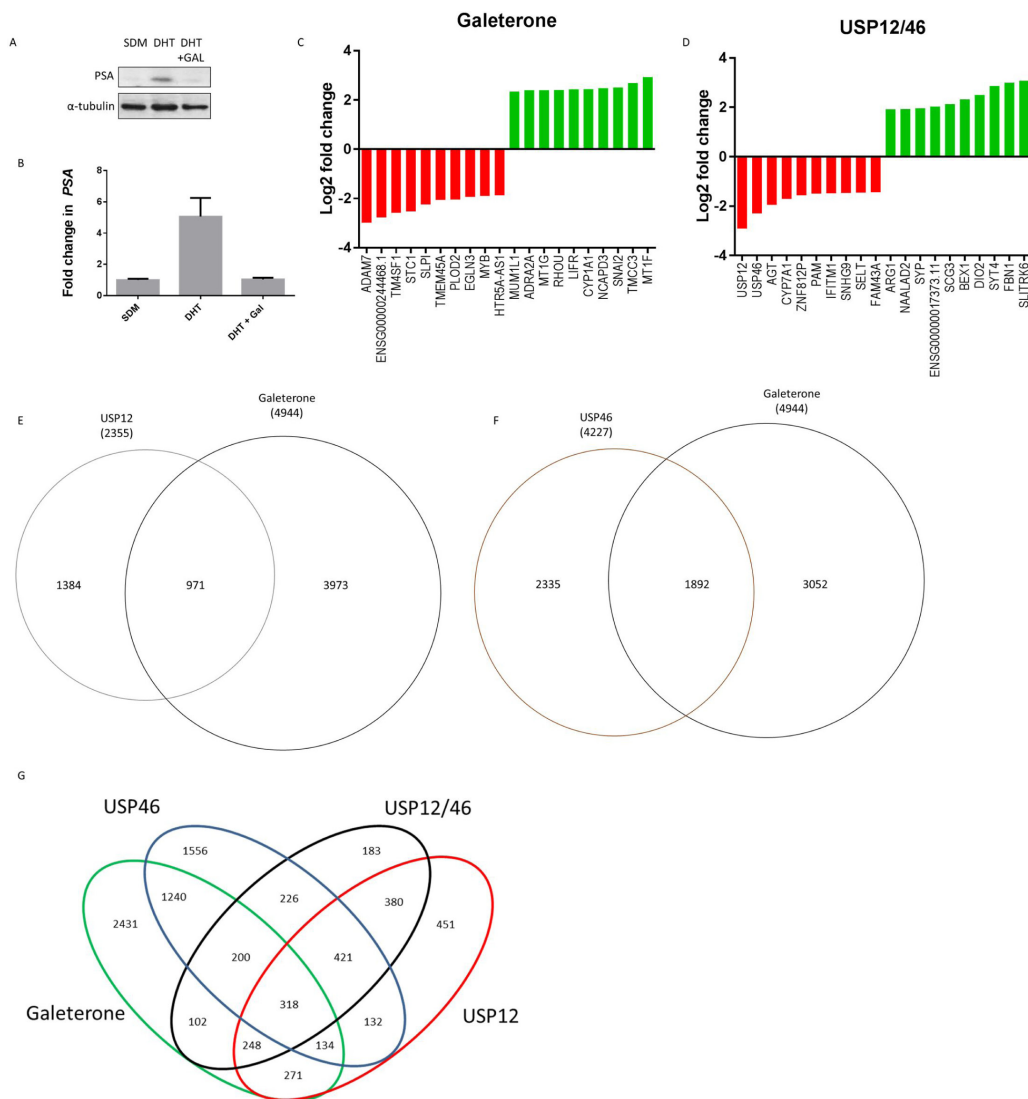 A
SDM DHT DHT
+GAL
PSA
α-tubulin
B
Fold change in PSA
8
6
4
2
0
SDM
DHT
DHT + Gal
C
Galeterone
Log2 fold change
4
2
0
-2
-4
ADAM7
ENSG00000244468.1
TM4SF1
STC1
SLPI
TMEM45A
PLOD2
EGLN3
MYB
HTR5A-AS1
MUM1L1
ADRA2A
MT1G
RHOU
LIFR
CYP1A1
NCAPD3
SNAI2
TMCC3
MT1F
D
USP12/46
Log2 fold change
4
2
0
-2
-4
USP12
USP46
AGT
CYP7A1
ZNF812P
PAM
IFITM1
SNHG9
SELT
FAM43A
ARG1
NAALAD2
SYP
ENSG0000017373.11
SCG3
BEX1
DIO2
SYT4
FBN1
SLITRK6
E
USP12
(2355)
Galeterone
(4944)
1384
971
3973
F
USP46
(4227)
Galeterone
(4944)
2335
1892
3052
G
USP46
USP12/46
1556
183
1240
226
380
2431
451
200
421
318
Galeterone
102
132
USP12
248
134
271